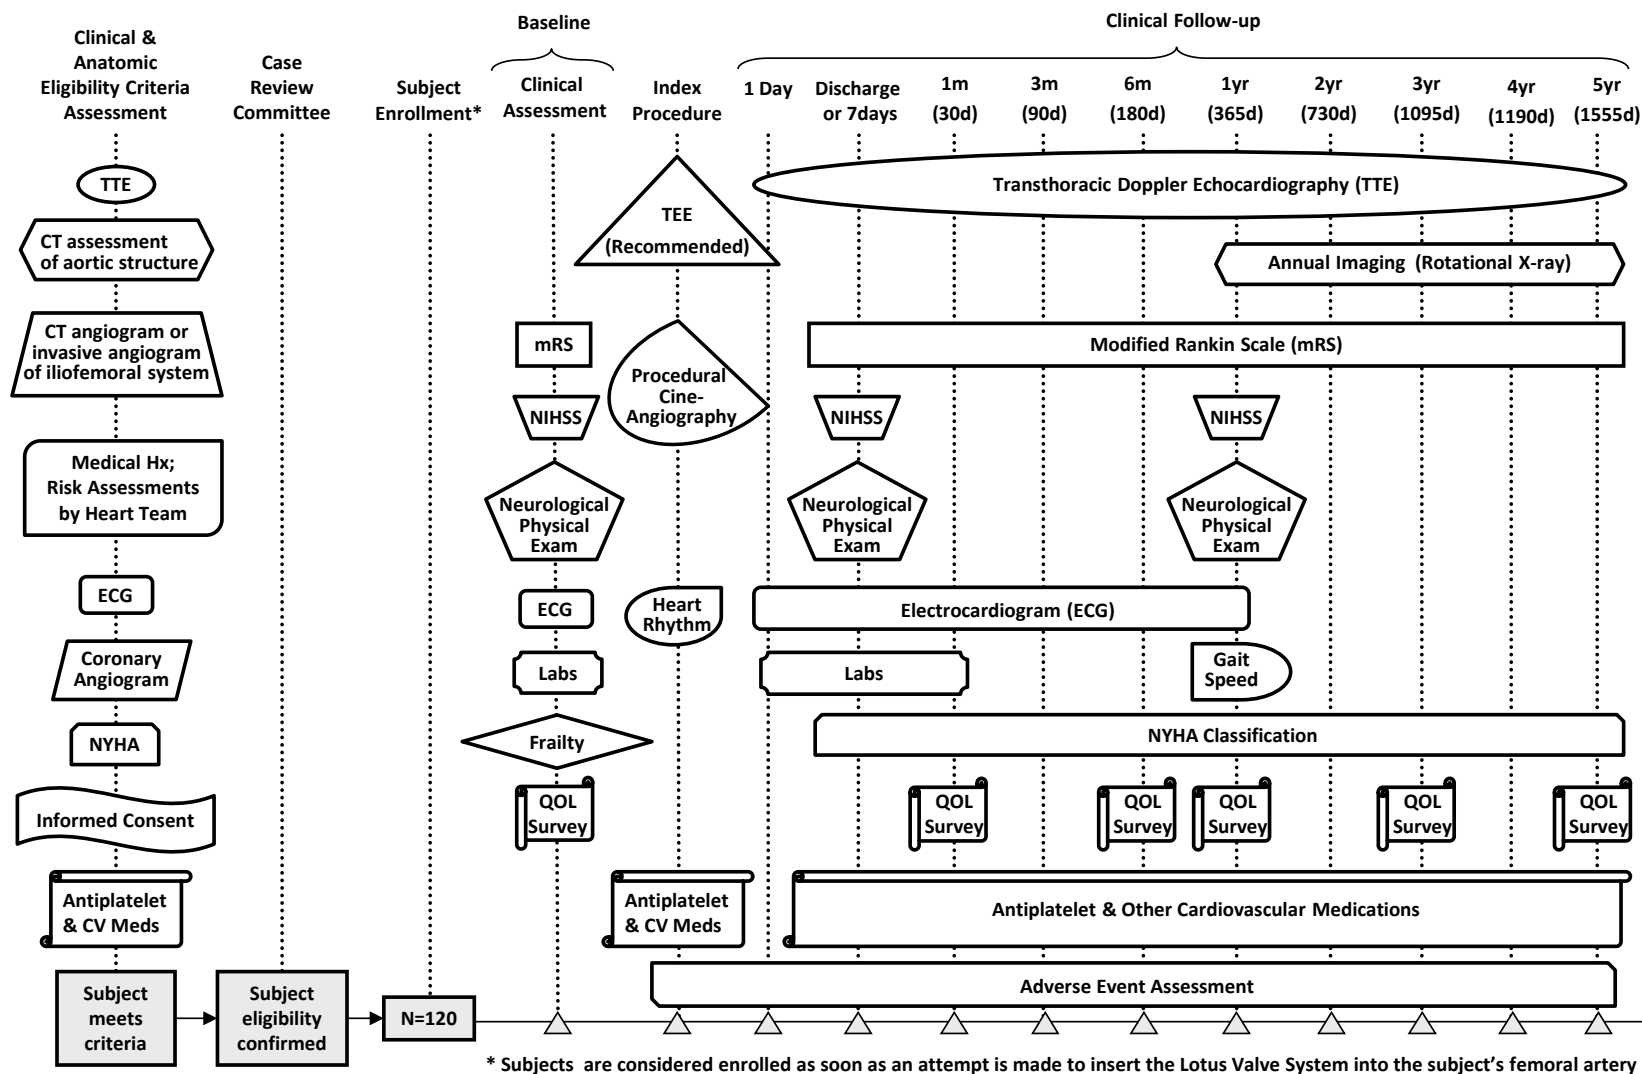 Baseline
Clinical Follow-up
Clinical &
Anatomic
Eligibility Criteria
Assessment
Case
Review
Committee
Subject
Enrollment*
Clinical
Assessment
Index
Procedure
1 Day
Discharge
or 7days
1m
(30d)
3m
(90d)
6m
(180d)
1yr
(365d)
2yr
(730d)
3yr
(1095d)
4yr
(1190d)
5yr
(1555d)
TTE
TEE
(Recommended)
Transthoracic Doppler Echocardiography (TTE)
CT assessment
of aortic structure
Annual Imaging (Rotational X-ray)
CT angiogram or
invasive angiogram
of iliofemoral system
mRS
Procedural
Cine-
Angiography
Modified Rankin Scale (mRS)
NIHSS
NIHSS
NIHSS
Medical Hx;
Risk Assessments
by Heart Team
Neurological
Physical
Exam
Neurological
Physical
Exam
Neurological
Physical
Exam
ECG
ECG
Heart
Rhythm
Electrocardiogram (ECG)
Coronary
Angiogram
Labs
Labs
Gait
Speed
NYHA
Frailty
NYHA Classification
Informed Consent
QOL
Survey
QOL
Survey
QOL
Survey
QOL
Survey
QOL
Survey
QOL
Survey
Antiplatelet
& CV Meds
Antiplatelet
& CV Meds
Antiplatelet & Other Cardiovascular Medications
Adverse Event Assessment
Subject
meets
criteria
Subject
eligibility
confirmed
N=120
* Subjects are considered enrolled as soon as an attempt is made to insert the Lotus Valve System into the subject's femoral artery